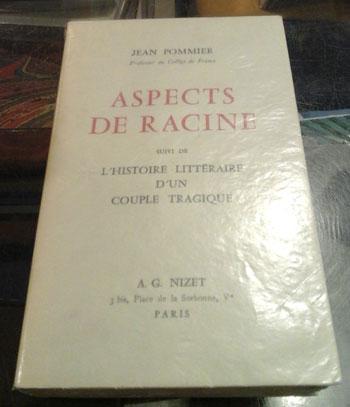 JEAN POMMIER
Professeur au Collège de France
ASPECTS
DE RACINE
SUIVI DE
L'HISTOIRE LITTÉRAIRE
D'UN
COUPLE TRAGIQUE
A. G. NIZET
3 bis, Place de la Sorbonne, Vᵉ
PARIS